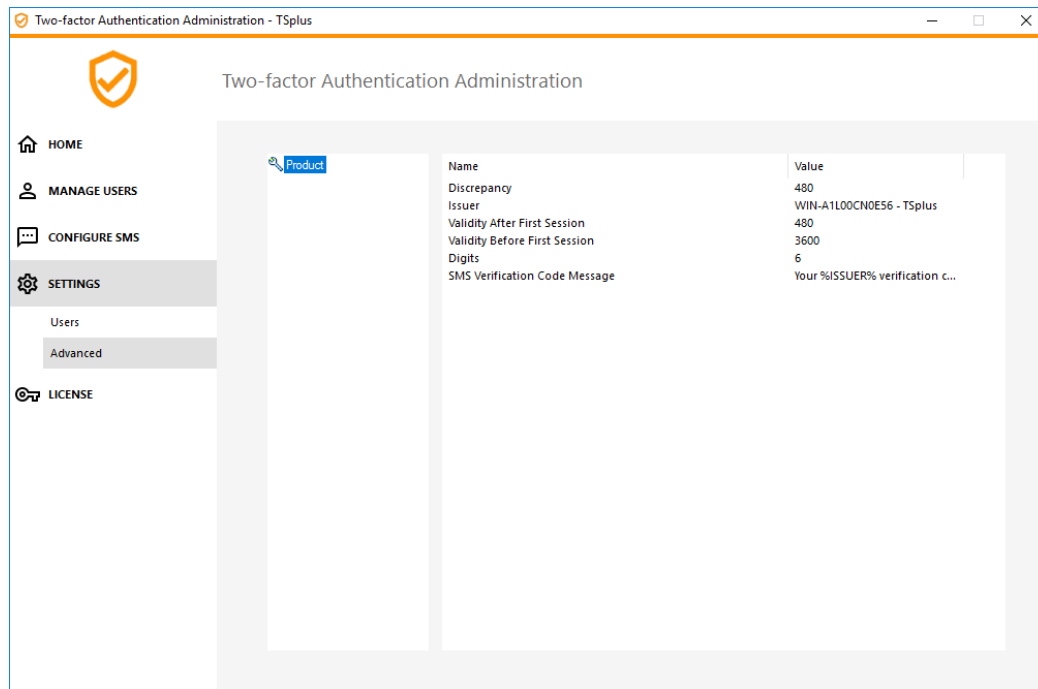 Two-factor Authentication Administration - TSplus
Two-factor Authentication Administration
HOME
MANAGE USERS
CONFIGURE SMS
SETTINGS
Users
Advanced
LICENSE
Product
Name Value
Discrepancy 480
Issuer WIN-A1L00CN0E56 - TSplus
Validity After First Session 480
Validity Before First Session 3600
Digits 6
SMS Verification Code Message Your %ISSUER% verification c...